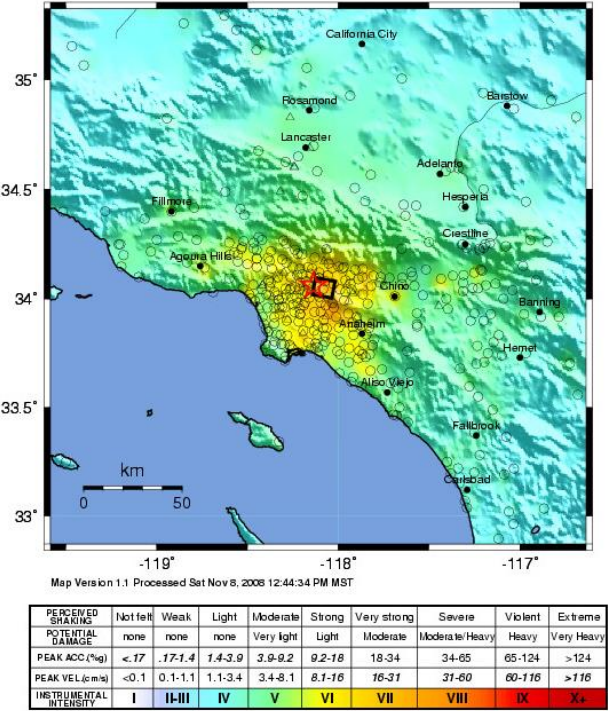 California City
35˚
Rosamond
Barstow
Lancaster
Adelanto
34.5˚
Hesperia
Fillmore
Crestline
Agoura Hills
34˚
Chino
Banning
Anaheim
Hemet
Aliso Viejo
33.5˚
Fallbrook
km
Carlsbad
0 50
33˚
-119˚ -118˚ -117˚
Map Version 1.1 Processed Sat Nov 8, 2008 12:44:34 PM MST
PERCEIVED SHAKING Not felt Weak Light Moderate Strong Very strong Severe Violent Extreme
POTENTIAL DAMAGE none none none Very light Light Moderate Moderate/Heavy Heavy Very Heavy
PEAK ACC.(%g) <.17 .17-1.4 1.4-3.9 3.9-9.2 9.2-18 18-34 34-65 65-124 >124
PEAK VEL.(cm/s) <0.1 0.1-1.1 1.1-3.4 3.4-8.1 8.1-16 16-31 31-60 60-116 >116
INSTRUMENTAL INTENSITY I II-III IV V VI VII VIII IX X+